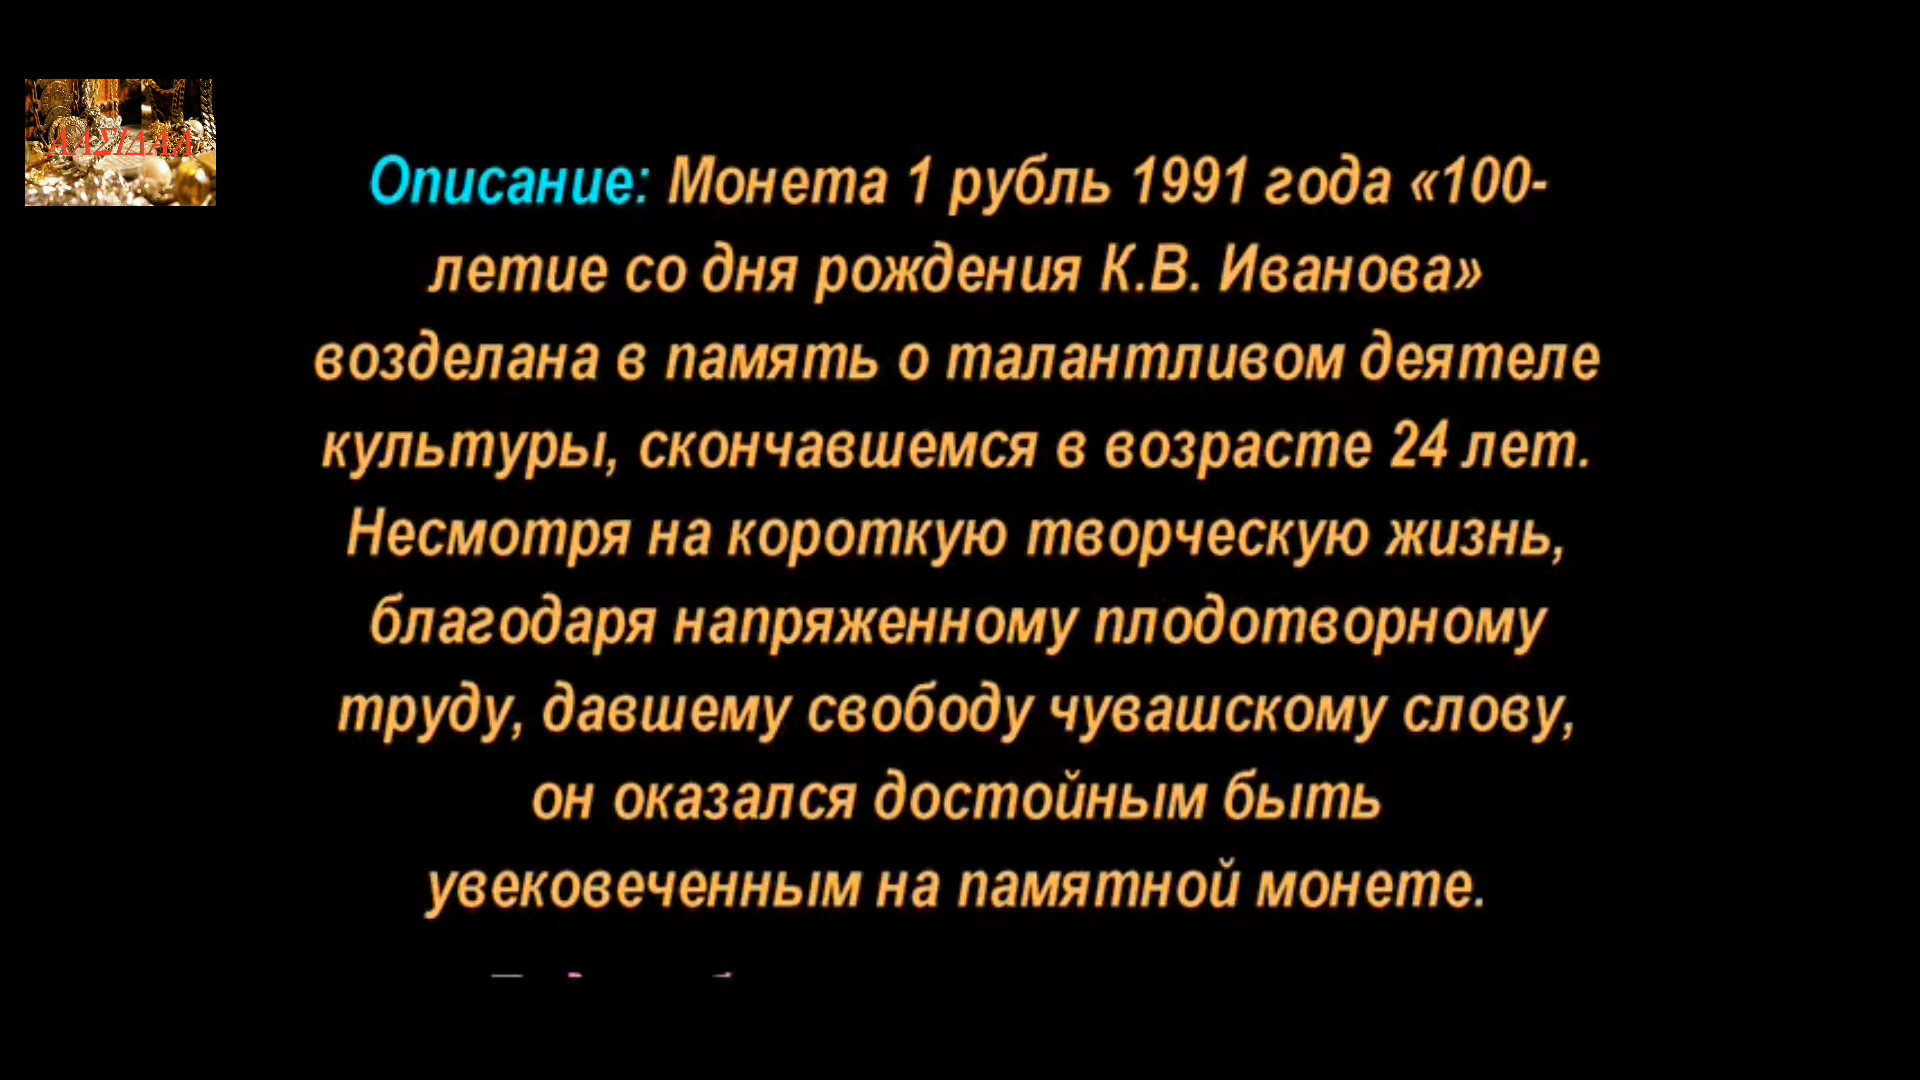 Описание: Монета 1 рубль 1991 года «100-
летие со дня рождения К.В. Иванова»
возделана в память о талантливом деятеле
культуры, скончавшемся в возрасте 24 лет.
Несмотря на короткую творческую жизнь,
благодаря напряженному плодотворному
труду, давшему свободу чувашскому слову,
он оказался достойным быть
увековеченным на памятной монете.